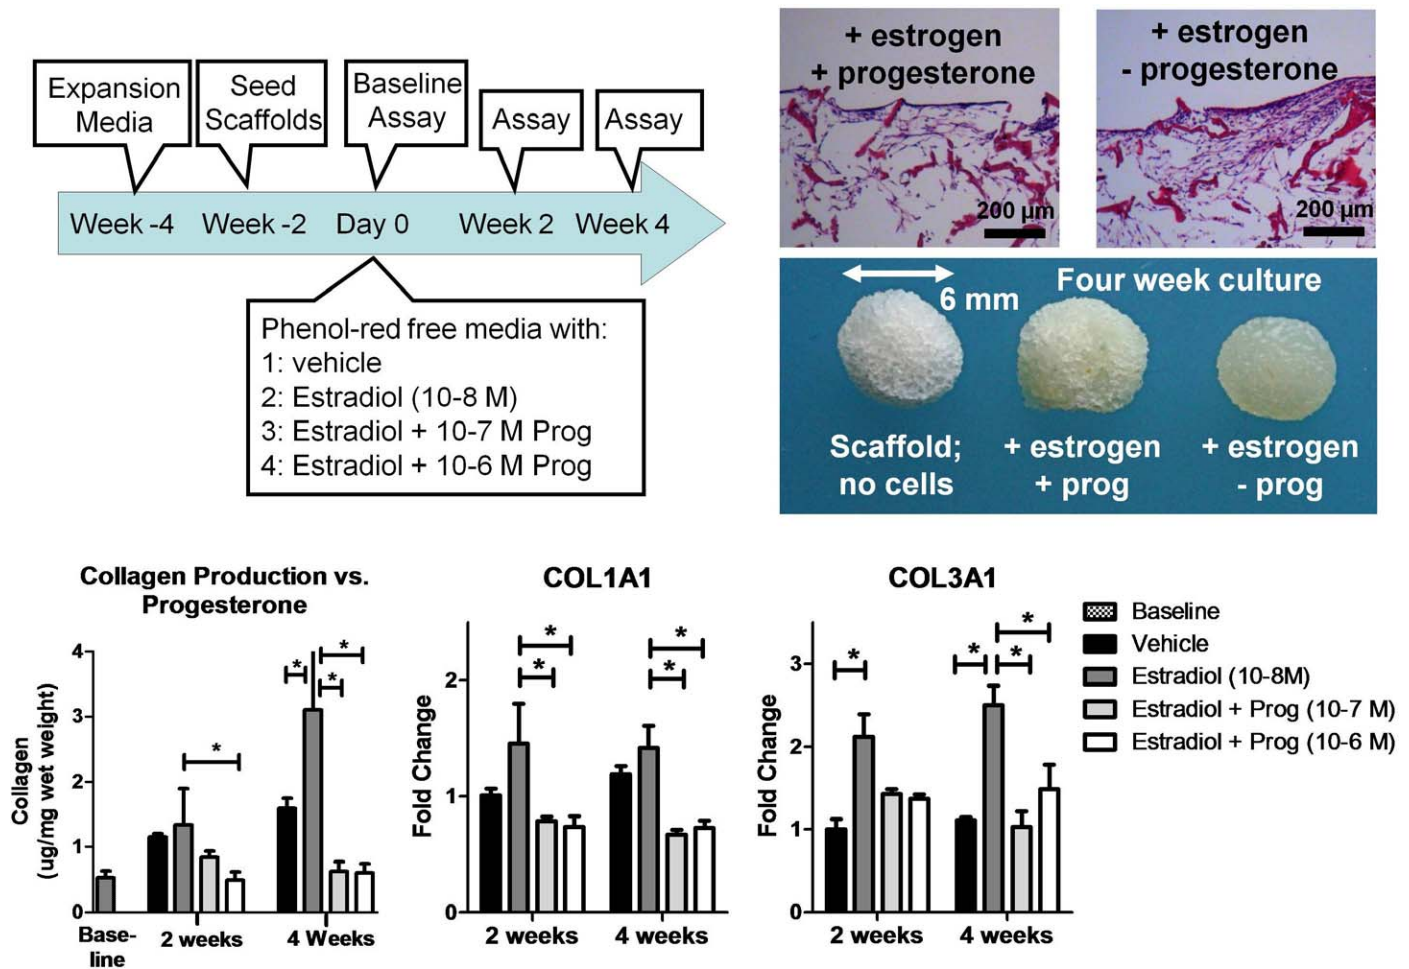 Expansion
Media
Seed
Scaffolds
Baseline
Assay
Assay
Assay
Week -4
Week -2
Day 0
Week 2
Week 4
Phenol-red free media with:
1: vehicle
2: Estradiol (10-8 M)
3: Estradiol + 10-7 M Prog
4: Estradiol + 10-6 M Prog
+ estrogen
+ progesterone
200 µm
+ estrogen
- progesterone
200 µm
Four week culture
6 mm
Scaffold;
no cells
+ estrogen
+ prog
+ estrogen
- prog
Collagen Production vs.
Progesterone
Collagen
(ug/mg wet weight)
4
3
2
1
0
*
*
*
*
Base-
line
2 weeks
4 Weeks
COL1A1
Fold Change
2
1
0
*
*
*
*
2 weeks
4 weeks
COL3A1
Fold Change
3
2
1
0
*
*
*
*
2 weeks
4 weeks
Baseline
Vehicle
Estradiol (10-8M)
Estradiol + Prog (10-7 M)
Estradiol + Prog (10-6 M)